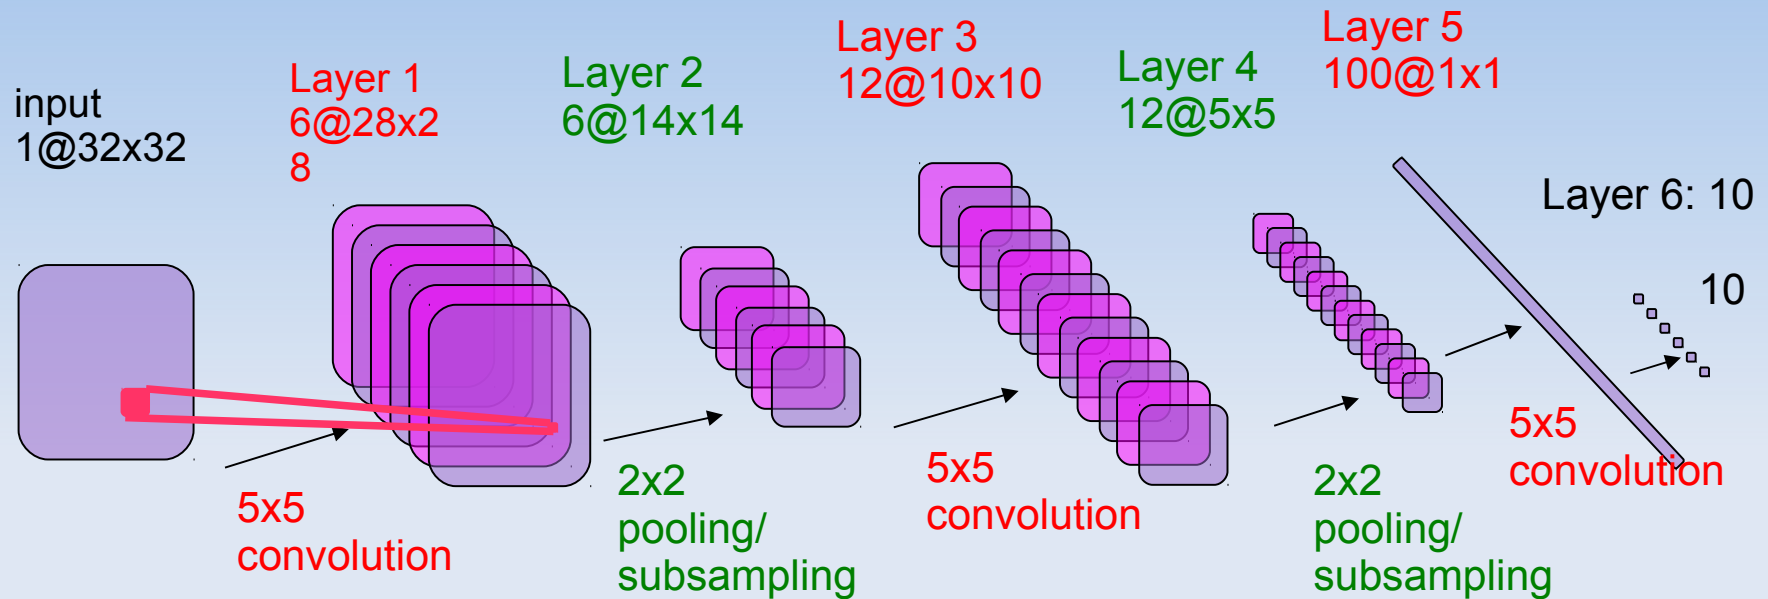 input
1@32x32
Layer 1
6@28x2
8
Layer 2
6@14x14
Layer 3
12@10x10
Layer 4
12@5x5
Layer 5
100@1x1
Layer 6: 10
10
5x5
convolution
2x2
pooling/
subsampling
5x5
convolution
2x2
pooling/
subsampling
5x5
convolution